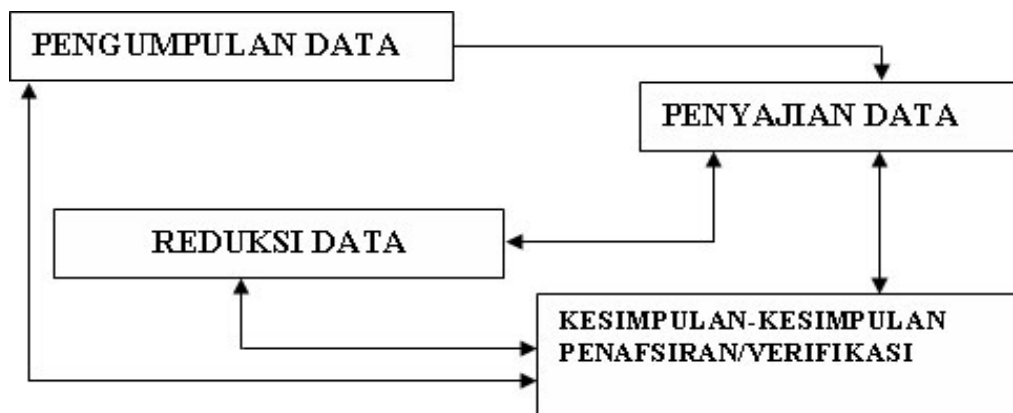 PENGUMPULAN DATA
PENYAJIAN DATA
REDUKSI DATA
KESIMPULAN-KESIMPULAN
PENAFSIRAN/VERIFIKASI